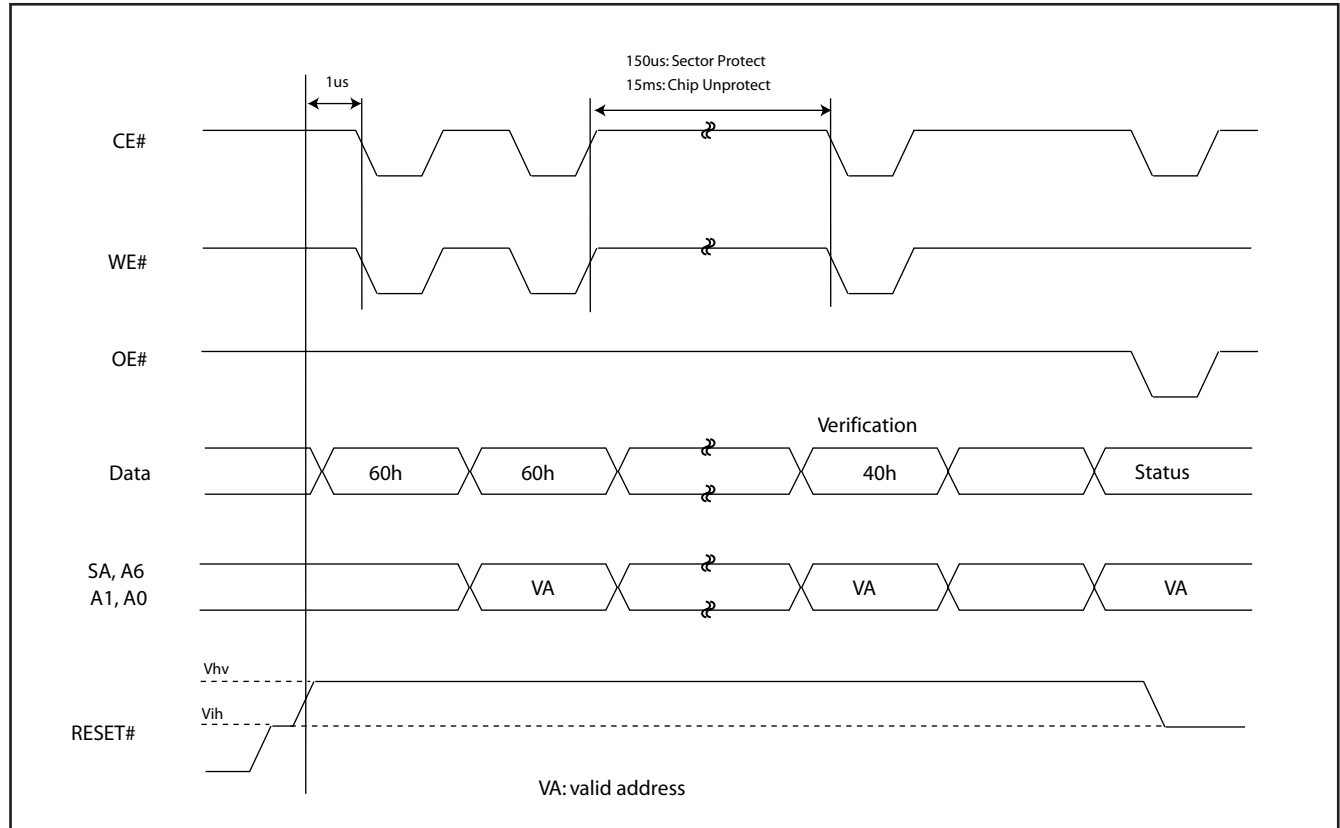 150us: Sector Protect
15ms: Chip Unprotect
1us
CE#
WE#
OE#
Verification
Data
60h
60h
40h
Status
SA, A6
A1, A0
VA
VA
VA
Vhv
Vih
RESET#
VA: valid address